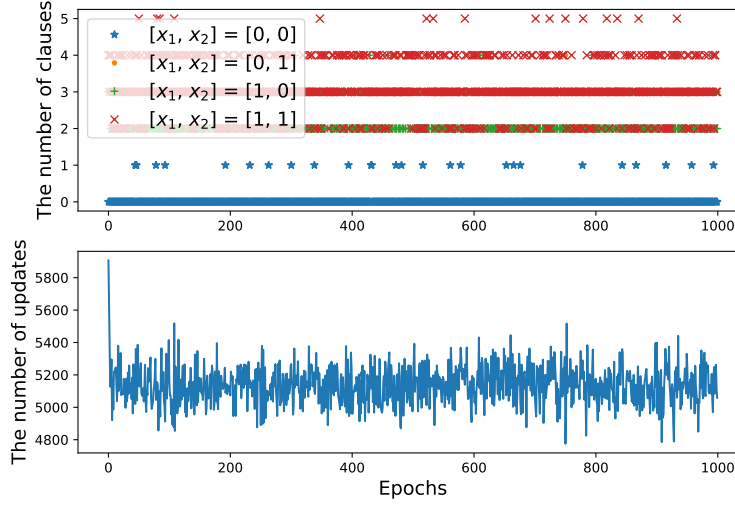 The number of clauses
5
4
3
2
1
0
[x₁, x₂] = [0, 0]
[x₁, x₂] = [0, 1]
[x₁, x₂] = [1, 0]
[x₁, x₂] = [1, 1]
0 200 400 600 800 1000
The number of updates
5800
5600
5400
5200
5000
4800
0 200 400 600 800 1000
Epochs